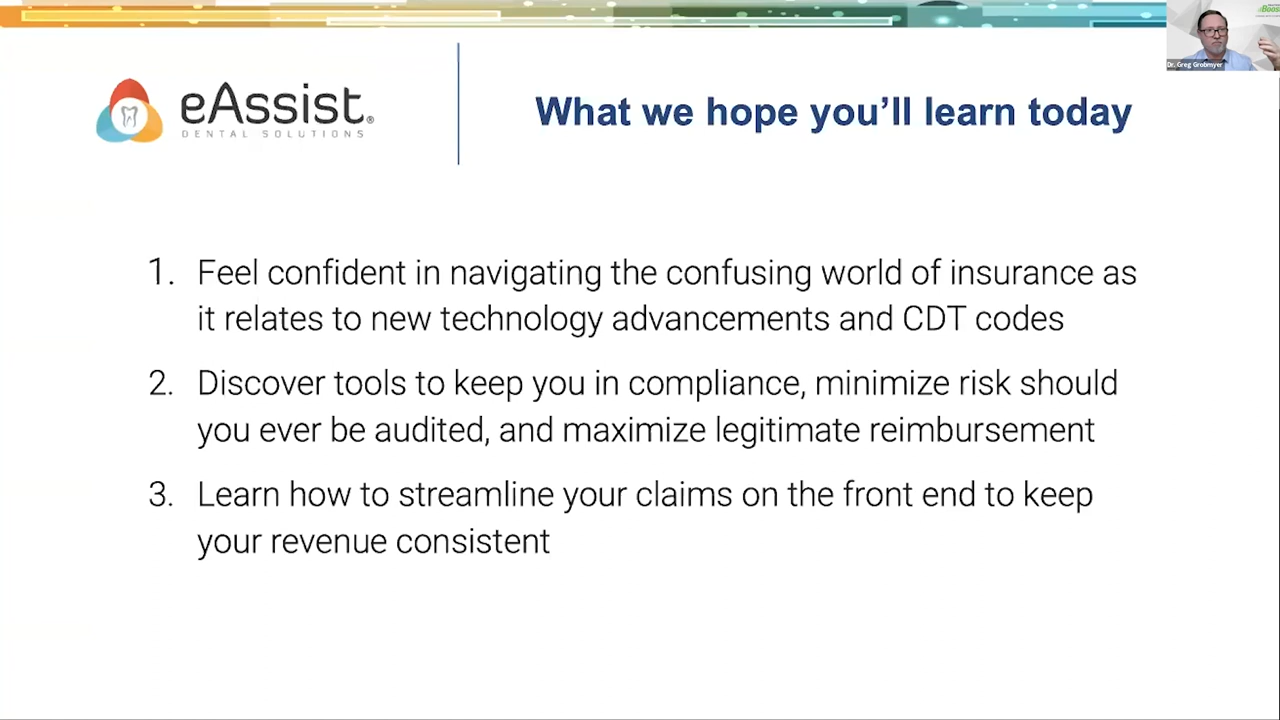 eAssist®
DENTAL SOLUTIONS
What we hope you'll learn today
Boos
Dr. Greg Grobmyer
1. Feel confident in navigating the confusing world of insurance as
it relates to new technology advancements and CDT codes
2. Discover tools to keep you in compliance, minimize risk should
you ever be audited, and maximize legitimate reimbursement
3. Learn how to streamline your claims on the front end to keep
your revenue consistent